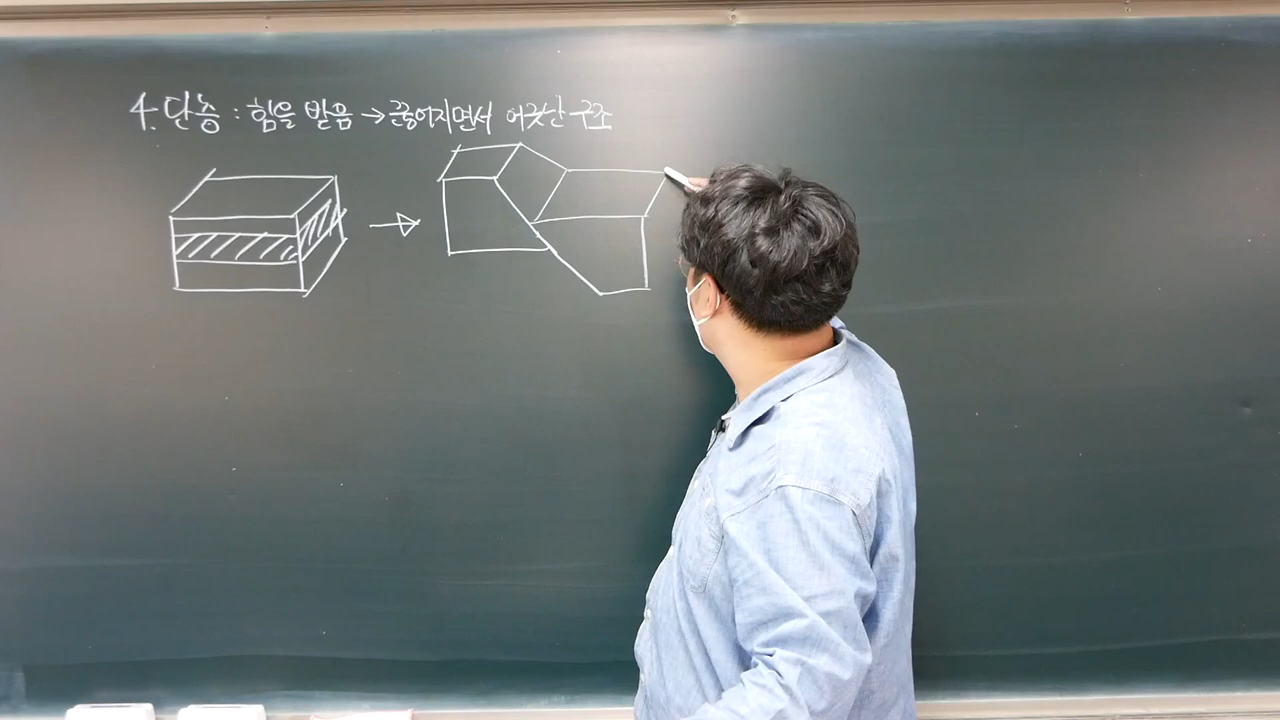 4. 단층 : 힘을 받음 → 끊어지면서 어긋난 구조